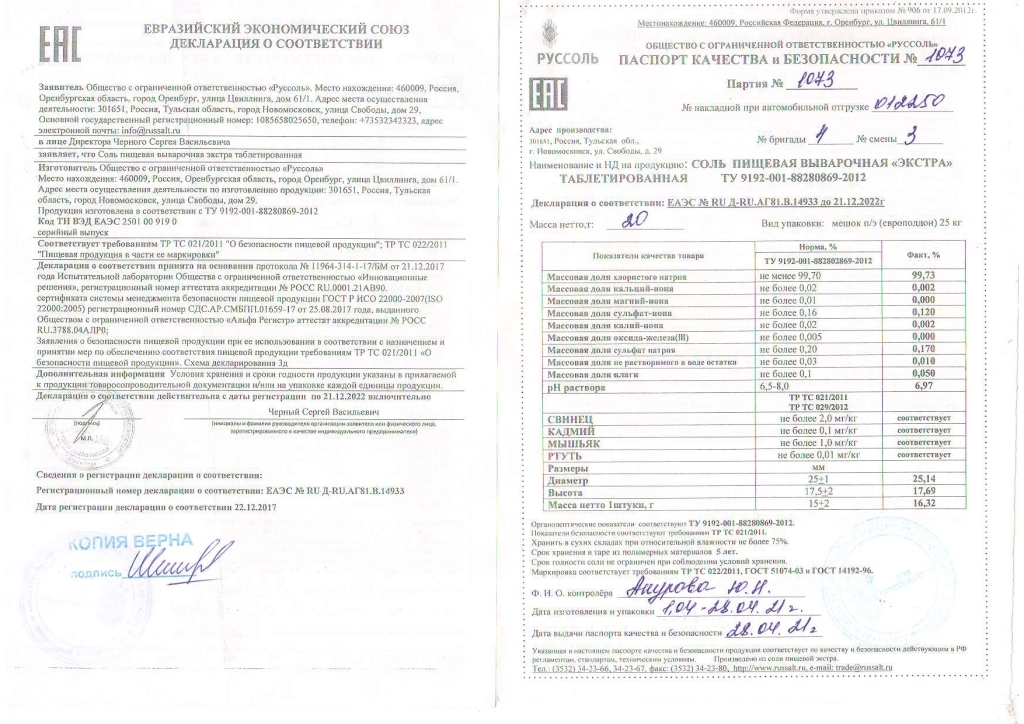 ЕАС
ЕВРАЗИЙСКИЙ ЭКОНОМИЧЕСКИЙ СОЮЗ
ДЕКЛАРАЦИЯ О СООТВЕТСТВИИ
Заявитель Общество с ограниченной ответственностью «Руссоль». Место нахождения: 460009, Россия,
Оренбургская область, город Оренбург, улица Цвиллинга, дом 61/1. Адрес места осуществления
деятельности: 301651, Россия, Тульская область, город Новомосковск, улица Свободы, дом 29.
Основной государственный регистрационный номер: 1085658025650, телефон: +73532342323, адрес
электронной почты: info@russalt.ru
в лице Директора Черного Сергея Васильевича
заявляет, что Соль пищевая выварочная экстра таблетированная
Изготовитель Общество с ограниченной ответственностью «Руссоль»
Место нахождения: 460009, Россия, Оренбургская область, город Оренбург, улица Цвиллинга, дом 61/1.
Адрес места осуществления деятельности по изготовлению продукции: 301651, Россия, Тульская
область, город Новомосковск, улица Свободы, дом 29.
Продукция изготовлена в соответствии с ТУ 9192-001-88280869-2012
Код ТН ВЭД ЕАЭС 2501 00 919 0
серийный выпуск
Соответствует требованиям ТР ТС 021/2011 "О безопасности пищевой продукции"; ТР ТС 022/2011
"Пищевая продукция в части ее маркировки"
Декларация о соответствии принята на основании протокола № 11964-314-1-17/БМ от 21.12.2017
года Испытательной лаборатории Общества с ограниченной ответственностью «Инновационные
решения», регистрационный номер аттестата аккредитации № РОСС RU.0001.21АВ90.
сертификата системы менеджмента безопасности пищевой продукции ГОСТ Р ИСО 22000-2007(ISO
22000:2005) регистрационный номер СДС.АР.СМБПП.01659-17 от 25.08.2017 года, выданного
Обществом с ограниченной ответственностью «Альфа Регистр» аттестат аккредитации № РОСС
RU.3788.04АЛР0;
Заявления о безопасности пищевой продукции при ее использовании в соответствии с назначением и
принятии мер по обеспечению соответствия пищевой продукции требованиям ТР ТС 021/2011 «О
безопасности пищевой продукции». Схема декларирования 3д
Дополнительная информация Условия хранения и сроки годности продукции указаны в прилагаемой
к продукции товаросопроводительной документации и/или на упаковке каждой единицы продукции.
Декларация о соответствии действительна с даты регистрации по 21.12.2022 включительно
Черный Сергей Васильевич
(подпись)
М.П.
(инициалы и фамилия руководителя организации-заявителя или физического лица,
зарегистрированного в качестве индивидуального предпринимателя)
Сведения о регистрации декларации о соответствии:
Регистрационный номер декларации о соответствии: ЕАЭС № RU Д-RU.АГ81.В.14933
Дата регистрации декларации о соответствии 22.12.2017
КОПИЯ ВЕРНА
подпись
Форма утверждена приказом № 906 от 17.09.2012г.
Местонахождение: 460009, Российская Федерация, г. Оренбург, ул. Цвиллинга, 61/1
РУССОЛЬ
ОБЩЕСТВО С ОГРАНИЧЕННОЙ ОТВЕТСТВЕННОСТЬЮ «РУССОЛЬ»
ПАСПОРТ КАЧЕСТВА и БЕЗОПАСНОСТИ № 1073
ЕАС
Партия № 1073
№ накладной при автомобильной отгрузке 012250
Адрес производства:
301651, Россия, Тульская обл.,
г. Новомосковск, ул. Свободы, д. 29
№ бригады 4 № смены 3
Наименование и НД на продукцию: СОЛЬ ПИЩЕВАЯ ВЫВАРОЧНАЯ «ЭКСТРА»
ТАБЛЕТИРОВАННАЯ ТУ 9192-001-88280869-2012
Декларация о соответствии: ЕАЭС № RU Д-RU.АГ81.В.14933 до 21.12.2022г
Масса нетто,т: 20 Вид упаковки: мешок п/э (европоддон) 25 кг
Показатели качества товара Норма, % Факт, %
ТУ 9192-001-882802869-2012
Массовая доля хлористого натрия не менее 99,70 99,73
Массовая доля кальций-иона не более 0,02 0,002
Массовая доля магний-иона не более 0,01 0,000
Массовая доля сульфат-иона не более 0,16 0,120
Массовая доля калий-иона не более 0,02 0,002
Массовая доля оксида-железа(III) не более 0,005 0,000
Массовая доля сульфат натрия не более 0,20 0,170
Массовая доля не растворимого в воде остатка не более 0,03 0,010
Массовая доля влаги не более 0,1 0,050
pH раствора 6,5-8,0 6,97
ТР ТС 021/2011
ТР ТС 029/2012
СВИНЕЦ не более 2,0 мг/кг соответствует
КАДМИЙ не более 0,1 мг/кг соответствует
МЫШЬЯК не более 1,0 мг/кг соответствует
РТУТЬ не более 0,01 мг/кг соответствует
Размеры мм
Диаметр 25±1 25,14
Высота 17,5±2 17,69
Масса нетто 1штуки, г 15±2 16,32
Органолептические показатели соответствуют ТУ 9192-001-88280869-2012.
Показатели безопасности соответствуют требованиям ТР ТС 021/2011.
Хранить в сухих складах при относительной влажности не более 75%.
Срок хранения в таре из полимерных материалов 5 лет.
Срок годности соли не ограничен при соблюдении условий хранения.
Маркировка соответствует требованиям ТР ТС 022/2011, ГОСТ 51074-03 и ГОСТ 14192-96.
Ф. И. О. контролёра Ю.Н.
Дата изготовления и упаковки 1,04-28.04.21г.
Дата выдачи паспорта качества и безопасности 28.04.21г
Указанная в настоящем паспорте качества и безопасности продукции соответствует по качеству и безопасности действующим в РФ
регламентам, стандартам, техническим условиям. Произведено из соли пищевой экстра.
Тел.: (3532) 34-23-66, 34-23-67, факс: (3532) 34-23-80, http://www.russalt.ru, e-mail: trade@russalt.ru